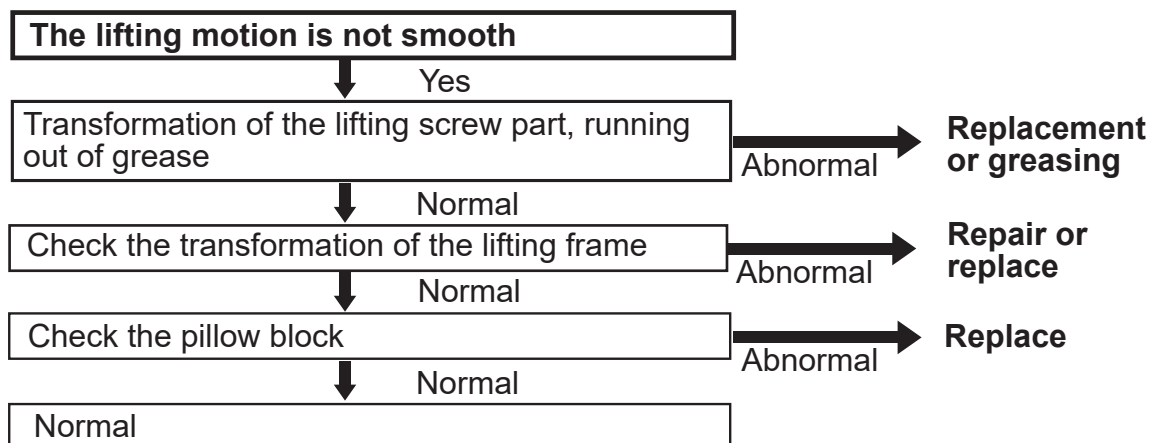 The lifting motion is not smooth
Yes
Transformation of the lifting screw part, running
out of grease
Abnormal
Replacement
or greasing
Normal
Check the transformation of the lifting frame
Abnormal
Repair or
replace
Normal
Check the pillow block
Abnormal
Replace
Normal
Normal